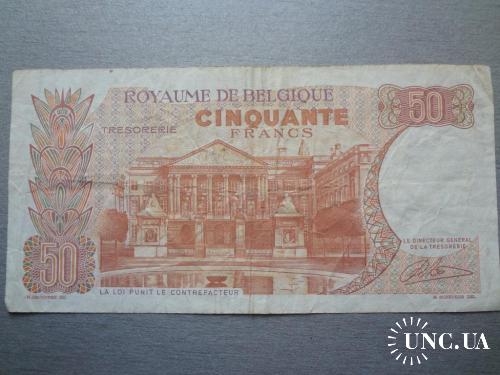 ROYAUME DE BELGIQUE
50
TRESORERIE
CINQUANTE
FRANCS
LE DIRECTEUR GENERAL
DE LA TRESORERIE
50
LA LOI PUNIT LE CONTREFACTEUR
UNC.UA